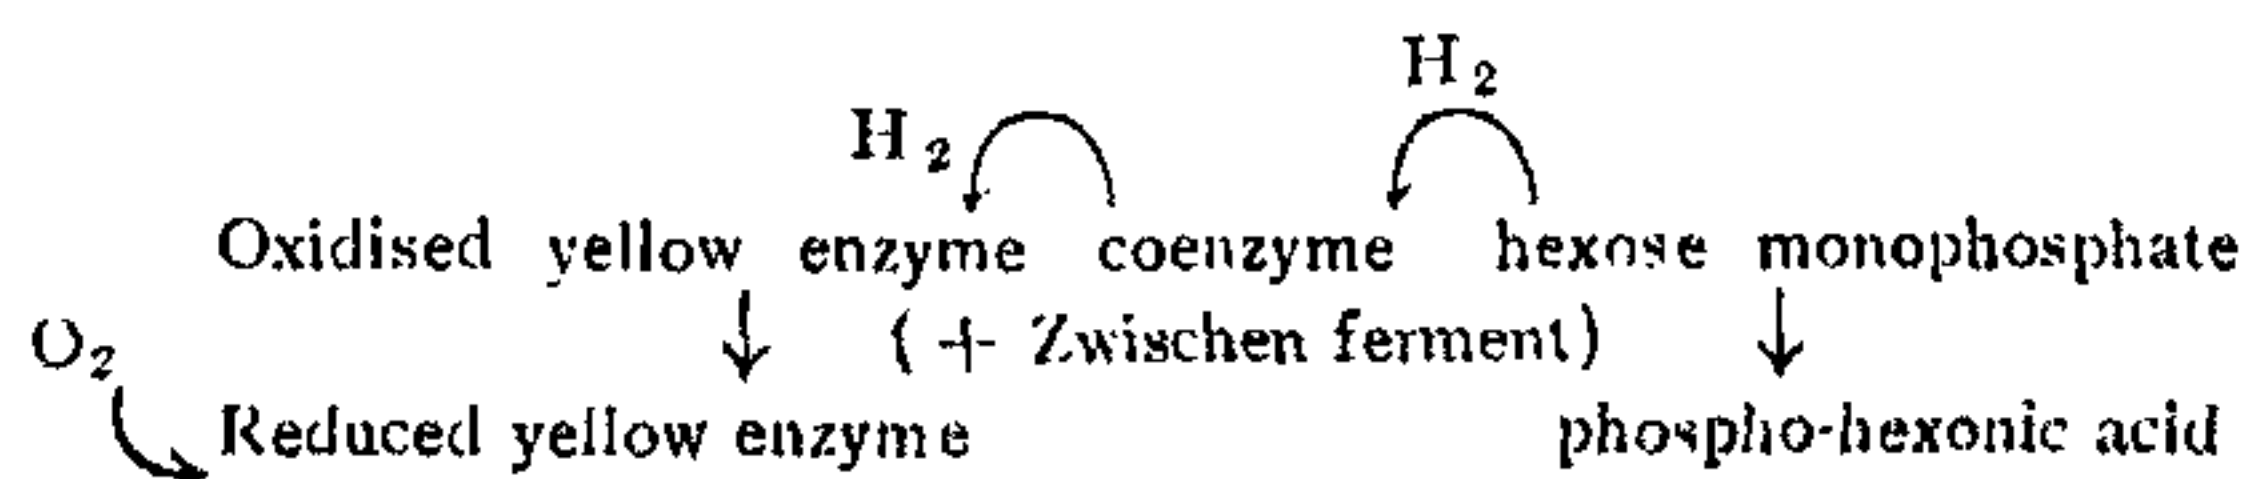 H₂
H₂
Oxidised yellow enzyme coenzyme hexose monophosphate
O₂ (+ Zwischen ferment)
Reduced yellow enzyme phospho-hexonic acid